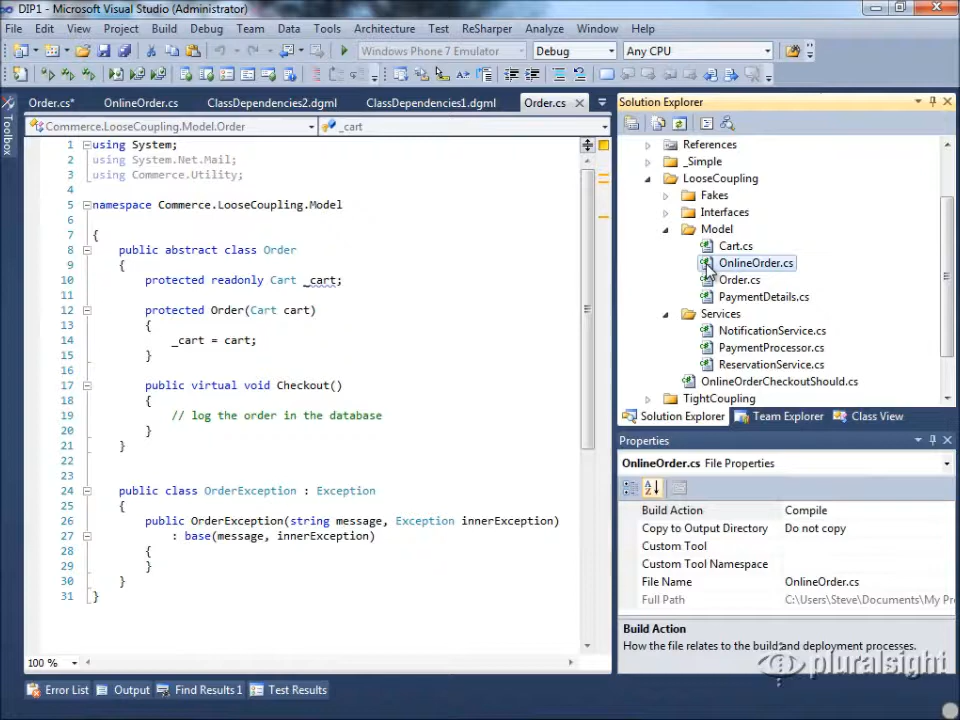 DIP1 - Microsoft Visual Studio (Administrator)
File Edit View Project Build Debug Team Data Tools Architecture Test ReSharper Analyze Window Help
Windows Phone 7 Emulator Debug Any CPU
Toolbox
Order.cs* OnlineOrder.cs ClassDependencies2.dgml ClassDependencies1.dgml Order.cs
Commerce.LooseCoupling.Model.Order _cart
1 using System;
2 using System.Net.Mail;
3 using Commerce.Utility;
4
5 namespace Commerce.LooseCoupling.Model
6
7 {
8 public abstract class Order
9 {
10 protected readonly Cart _cart;
11
12 protected Order(Cart cart)
13 {
14 _cart = cart;
15 }
16
17 public virtual void Checkout()
18 {
19 // log the order in the database
20 }
21 }
22
23
24 public class OrderException : Exception
25 {
26 public OrderException(string message, Exception innerException)
27 : base(message, innerException)
28 {
29 }
30 }
31 }
100 %
Solution Explorer
References
_Simple
LooseCoupling
Fakes
Interfaces
Model
Cart.cs
OnlineOrder.cs
Order.cs
PaymentDetails.cs
Services
NotificationService.cs
PaymentProcessor.cs
ReservationService.cs
OnlineOrderCheckoutShould.cs
TightCoupling
Solution Explorer Team Explorer Class View
Properties
OnlineOrder.cs File Properties
Build Action Compile
Copy to Output Directory Do not copy
Custom Tool
Custom Tool Namespace
File Name OnlineOrder.cs
Full Path C:\Users\Steve\Documents\My Pr
Build Action
How the file relates to the build and deployment processes.
pluralsight
Error List Output Find Results 1 Test Results